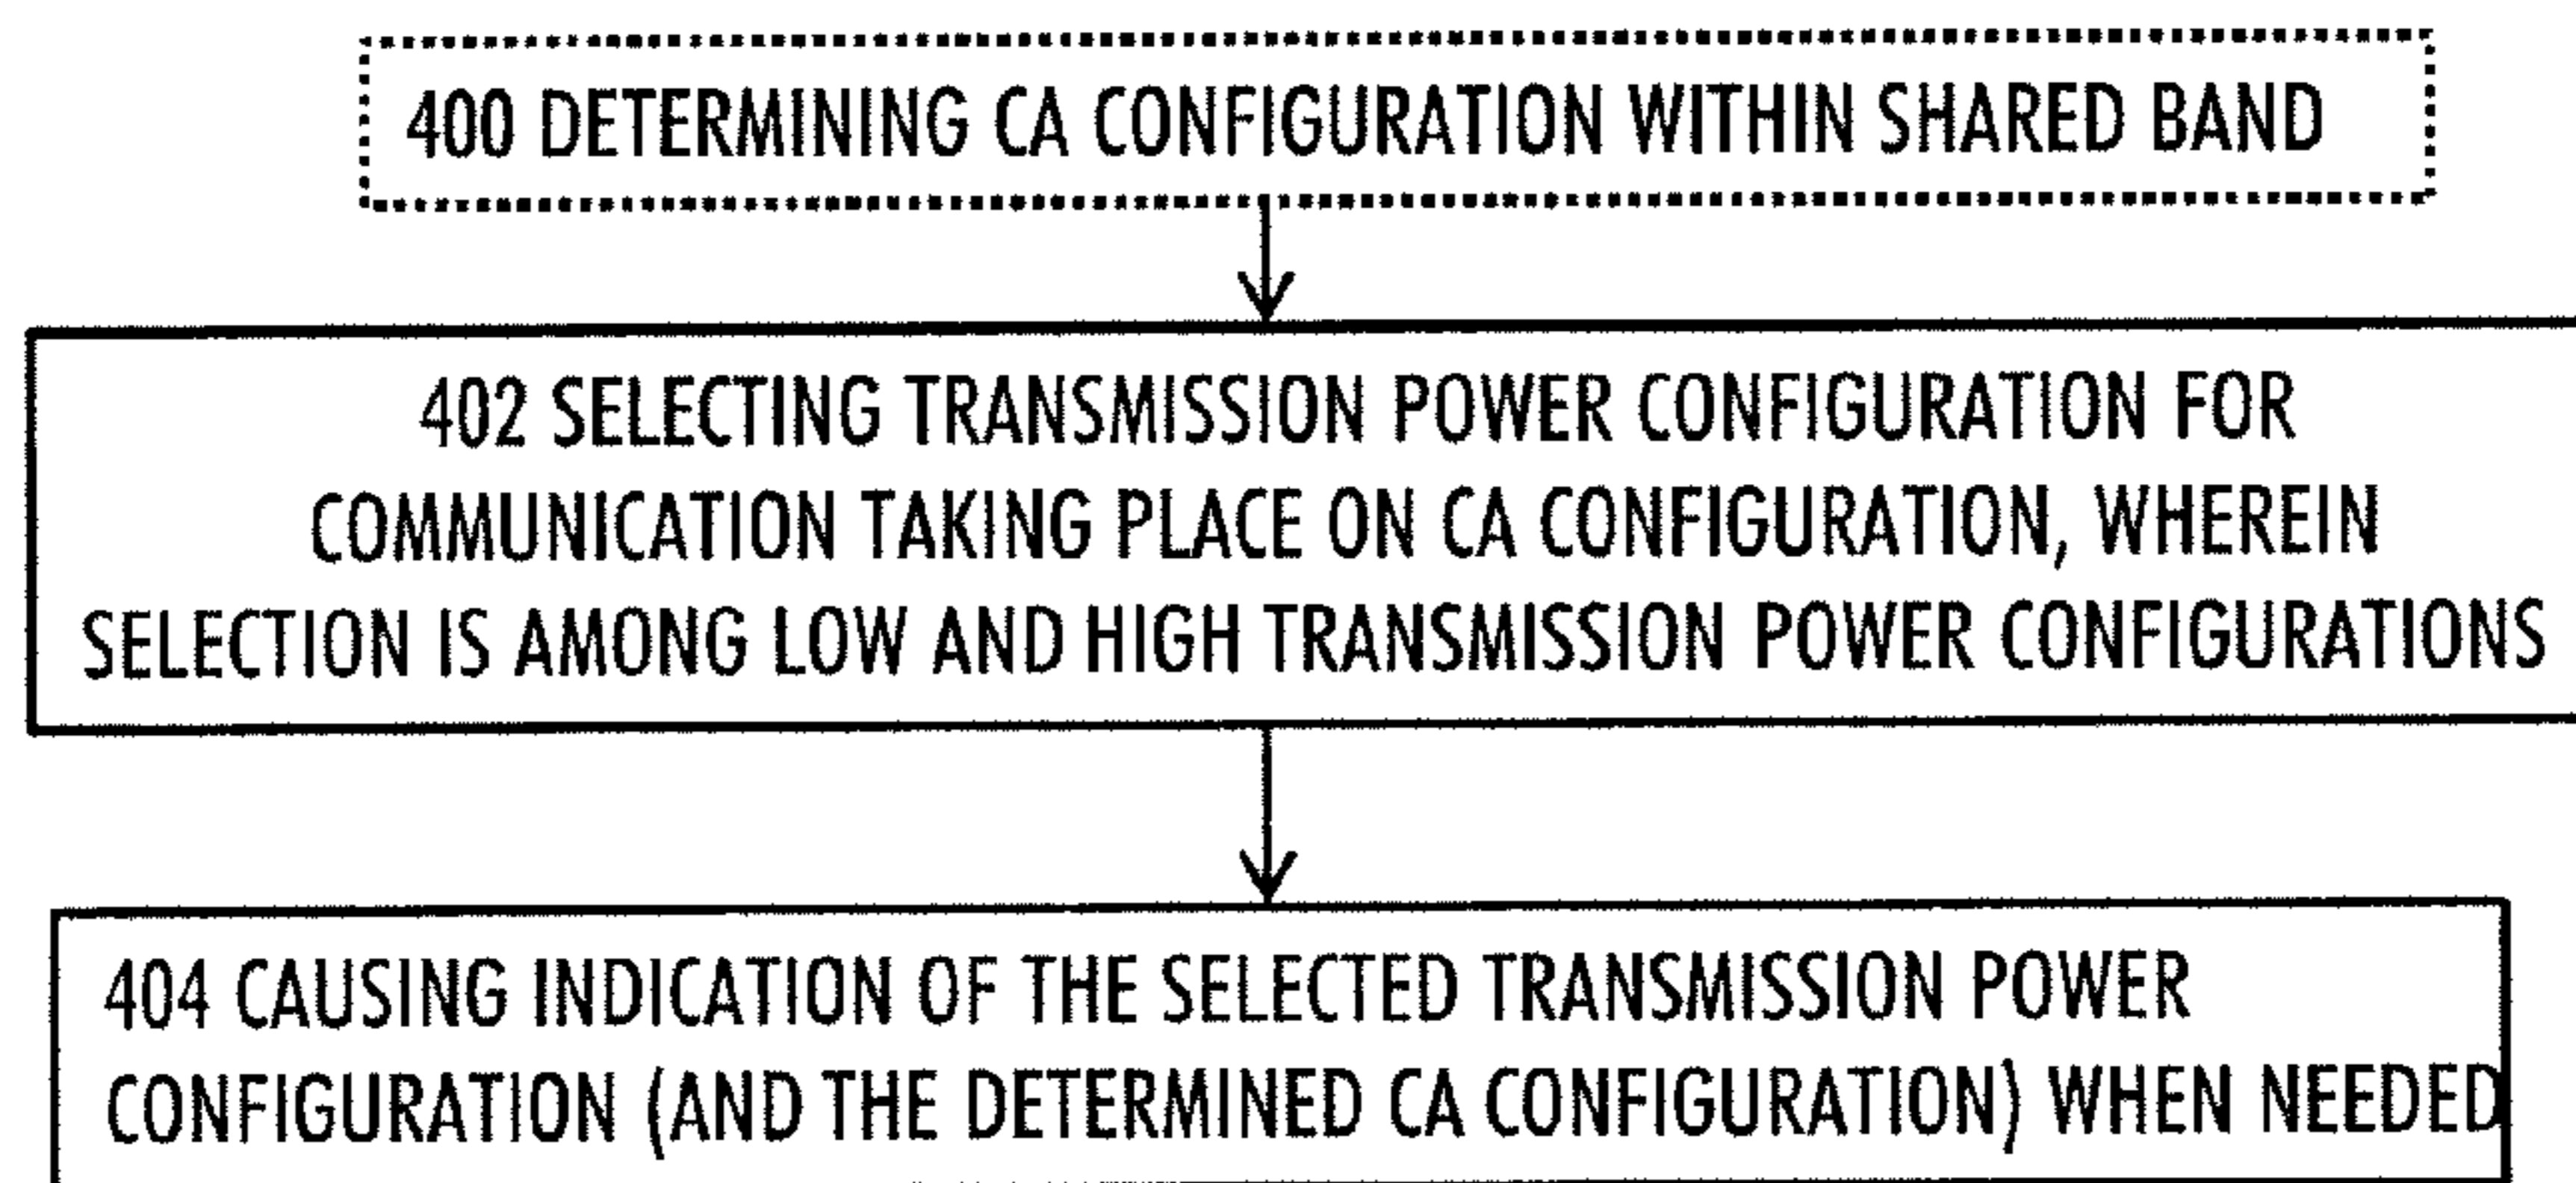 400 DETERMINING CA CONFIGURATION WITHIN SHARED BAND
402 SELECTING TRANSMISSION POWER CONFIGURATION FOR
COMMUNICATION TAKING PLACE ON CA CONFIGURATION, WHEREIN
SELECTION IS AMONG LOW AND HIGH TRANSMISSION POWER CONFIGURATIONS
404 CAUSING INDICATION OF THE SELECTED TRANSMISSION POWER
CONFIGURATION (AND THE DETERMINED CA CONFIGURATION) WHEN NEEDED